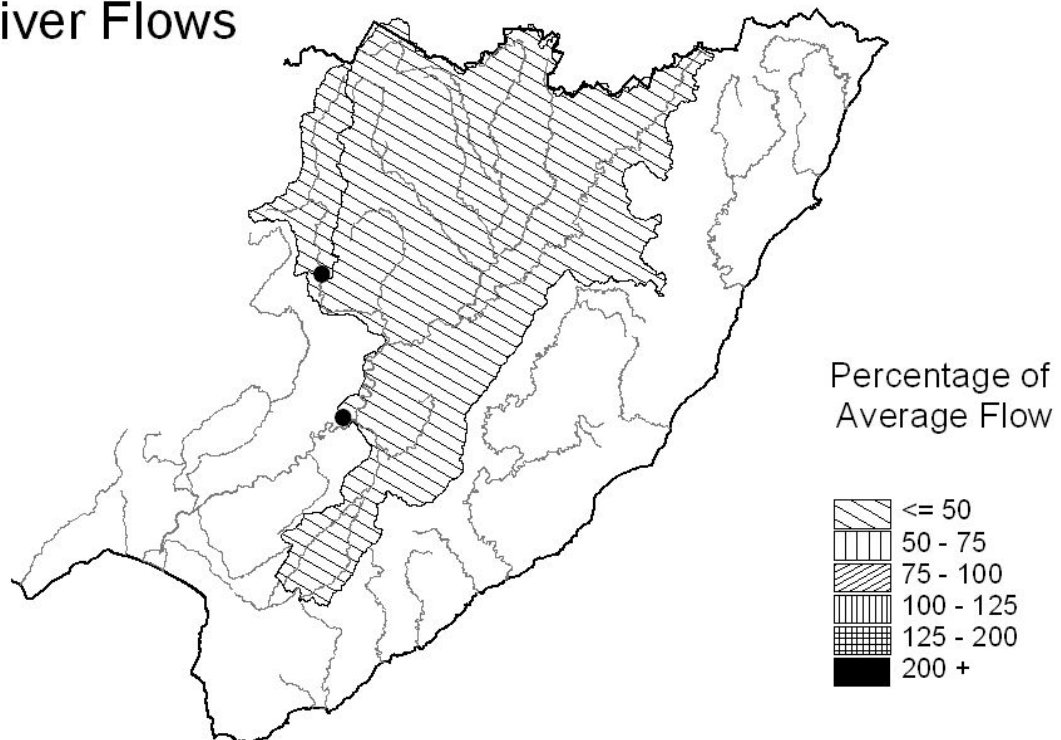 iver Flows
Percentage of
Average Flow
<= 50
50 - 75
75 - 100
100 - 125
125 - 200
200 +